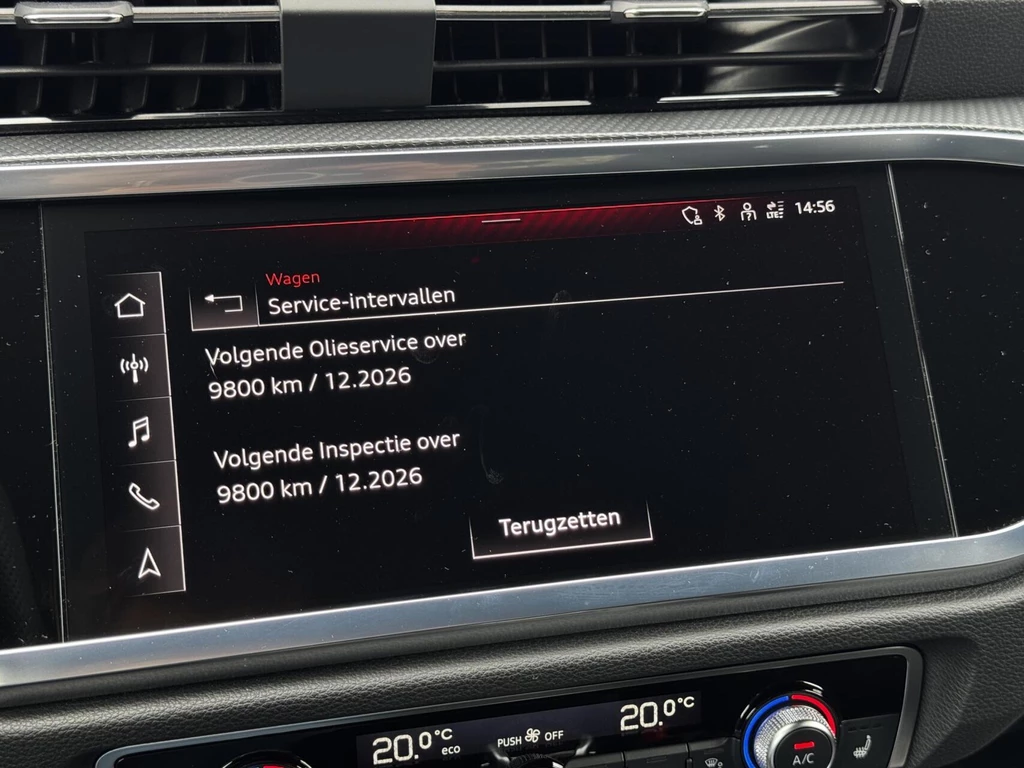 14:56
Wagen
Service-intervallen
Volgende Olieservice over
9800 km / 12.2026
Volgende Inspectie over
9800 km / 12.2026
Terugzetten
20.0°C
eco
PUSH OFF
20.0°C
A/C